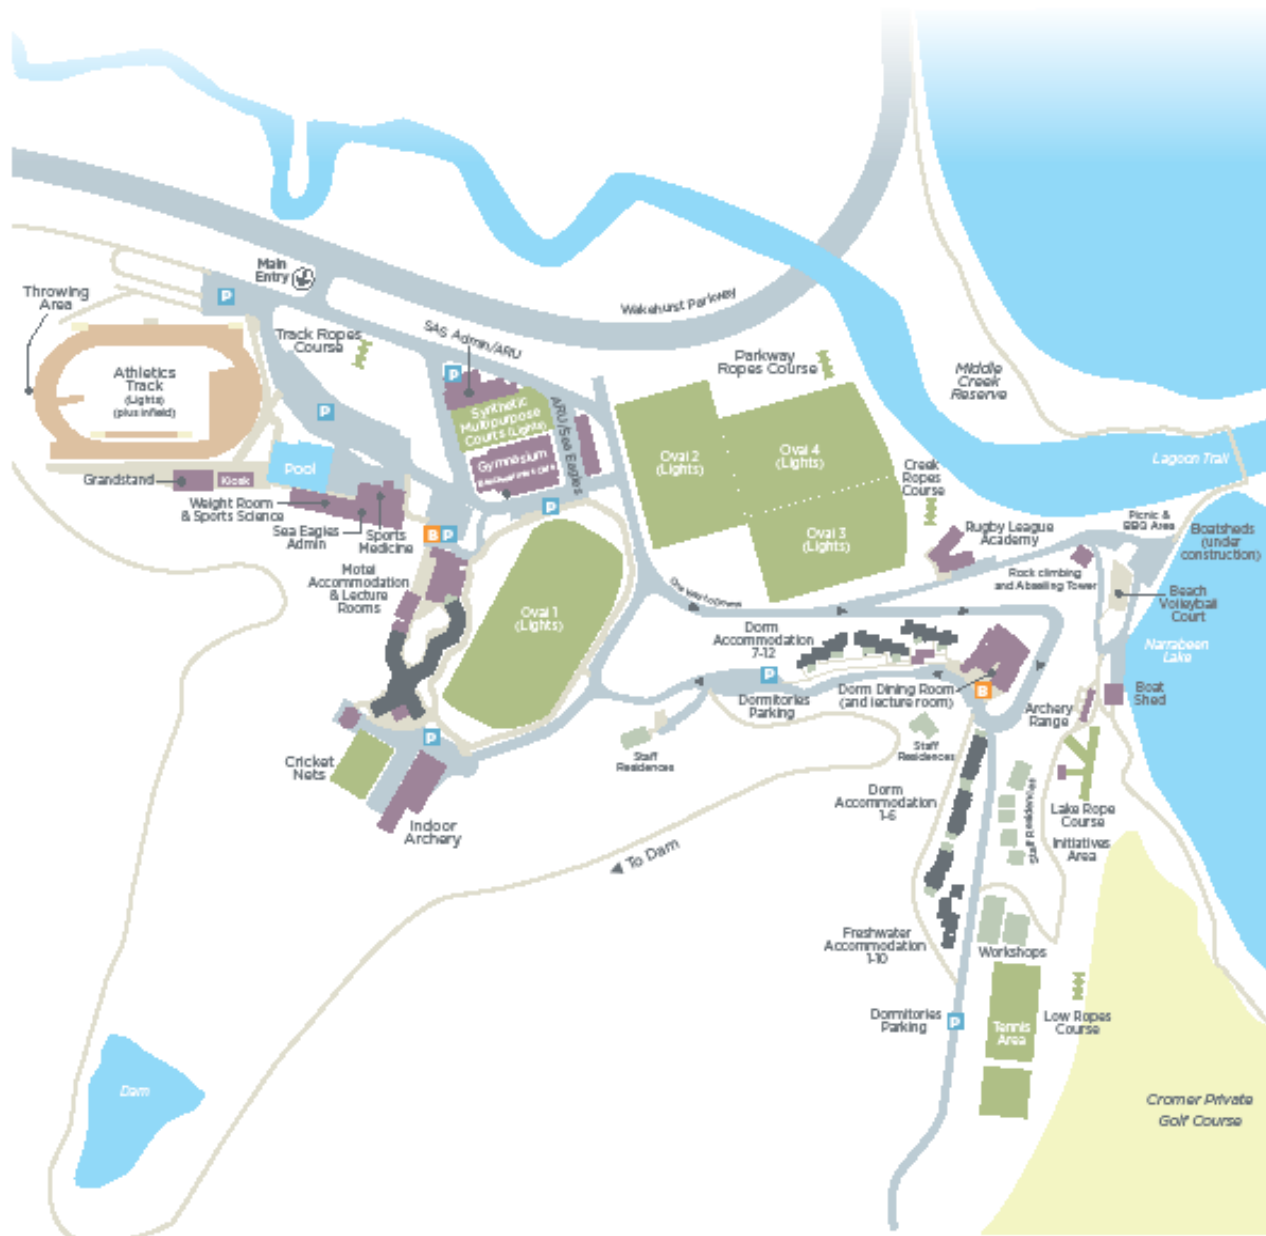 Main
Entry
P
Throwing
Area
Wakehurst Parkway
SAS Admin/ARU
Track Ropes
Course
Parkway
Ropes Course
Middle
Creek
Reserve
Athletics
Track
(Lights)
(plus infield)
P
P
Synthetic
Multipurpose
Courts (Lights)
ARU/Sea Eagles
Gymnasium
Oval 2
(Lights)
Oval 4
(Lights)
Oval 3
(Lights)
Creek
Ropes
Course
Lagoon Trail
Pool
Grandstand
Kiosk
Weight Room
& Sports Science
Sea Eagles
Admin
Sports
Medicine
B P
P
Rugby League
Academy
Picnic &
BBQ Area
Boatsheds
(under
construction)
Rock climbing
and Abseiling Tower
Beach
Volleyball
Court
Motel
Accommodation
& Lecture
Rooms
Oval 1
(Lights)
Dorm
Accommodation
7-12
P
Dormitories
Parking
Dorm Dining Room
(and lecture room)
B
Narrabeen
Lake
Boat
Shed
Archery
Range
Staff
Residences
Staff
Residences
P
Cricket
Nets
Indoor
Archery
To Dam
Dorm
Accommodation
1-6
Staff Residences
Lake Rope
Course
Initiatives
Area
Freshwater
Accommodation
1-10
Workshops
Dormitories
Parking
P
Tennis
Area
Low Ropes
Course
Dam
Cromer Private
Golf Course